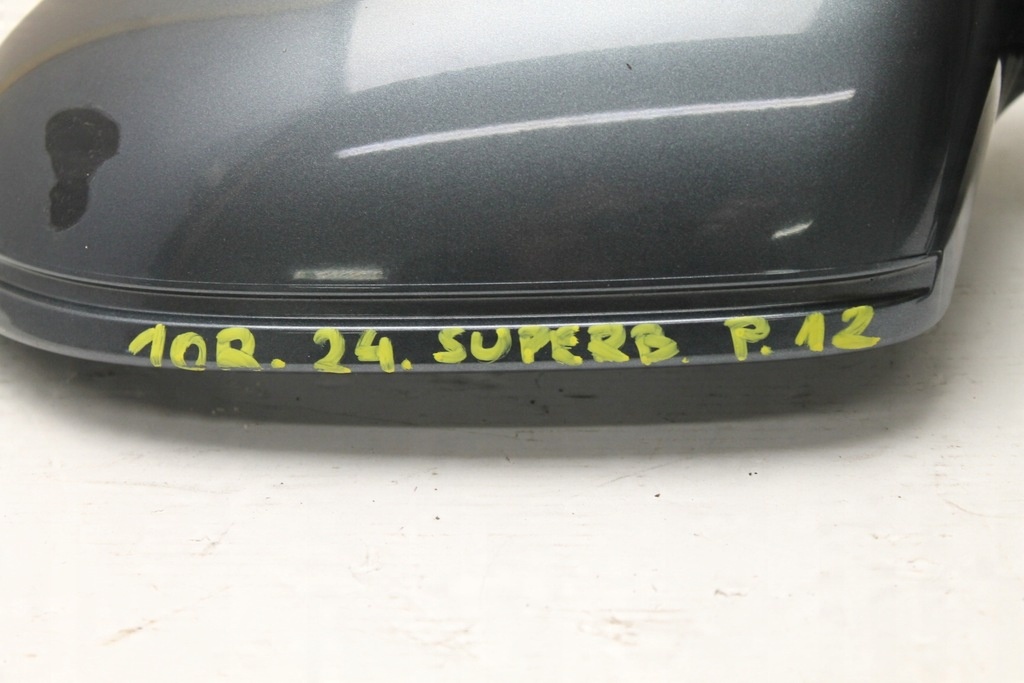 10R. 24. SUPERB. P. 12